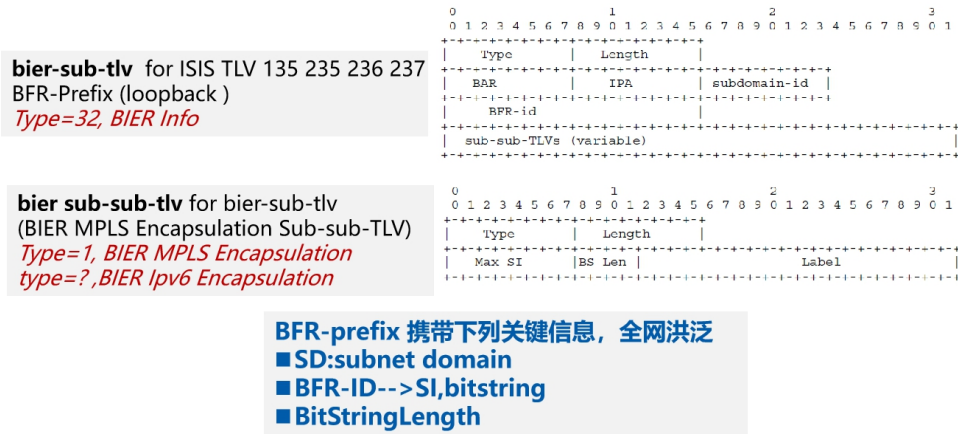 bier-sub-tlv for ISIS TLV 135 235 236 237
BFR-Prefix (loopback )
Type=32, BIER Info
0 1 2 3
0 1 2 3 4 5 6 7 8 9 0 1 2 3 4 5 6 7 8 9 0 1 2 3 4 5 6 7 8 9 0 1
+-+-+-+-+-+-+-+-+-+-+-+-+-+-+-+-+
| Type | Length |
+-+-+-+-+-+-+-+-+-+-+-+-+-+-+-+-+-+-+-+-+-+-+-+-+
| BAR | IPA | subdomain-id |
+-+-+-+-+-+-+-+-+-+-+-+-+-+-+-+-+-+-+-+-+-+-+-+-+
| BFR-id |
+-+-+-+-+-+-+-+-+-+-+-+-+-+-+-+-+-+-+-+-+-+-+-+-+-+-+-+-+-+-+-+-+
| sub-sub-TLVs (variable) |
+-+-+-+-+-+-+-+-+-+-+-+-+-+-+-+-+-+-+-+-+-+-+-+-+-+-+-+-+-+-+-+-+
bier sub-sub-tlv for bier-sub-tlv
(BIER MPLS Encapsulation Sub-sub-TLV)
Type=1, BIER MPLS Encapsulation
type=? ,BIER Ipv6 Encapsulation
0 1 2 3
0 1 2 3 4 5 6 7 8 9 0 1 2 3 4 5 6 7 8 9 0 1 2 3 4 5 6 7 8 9 0 1
+-+-+-+-+-+-+-+-+-+-+-+-+-+-+-+-+
| Type | Length |
+-+-+-+-+-+-+-+-+-+-+-+-+-+-+-+-+-+-+-+-+-+-+-+-+-+-+-+-+-+-+-+-+
| Max SI |BS Len | Label |
+-+-+-+-+-+-+-+-+-+-+-+-+-+-+-+-+-+-+-+-+-+-+-+-+-+-+-+-+-+-+-+-+
BFR-prefix 携带下列关键信息，全网洪泛
■SD:subnet domain
■BFR-ID-->SI,bitstring
■BitStringLength